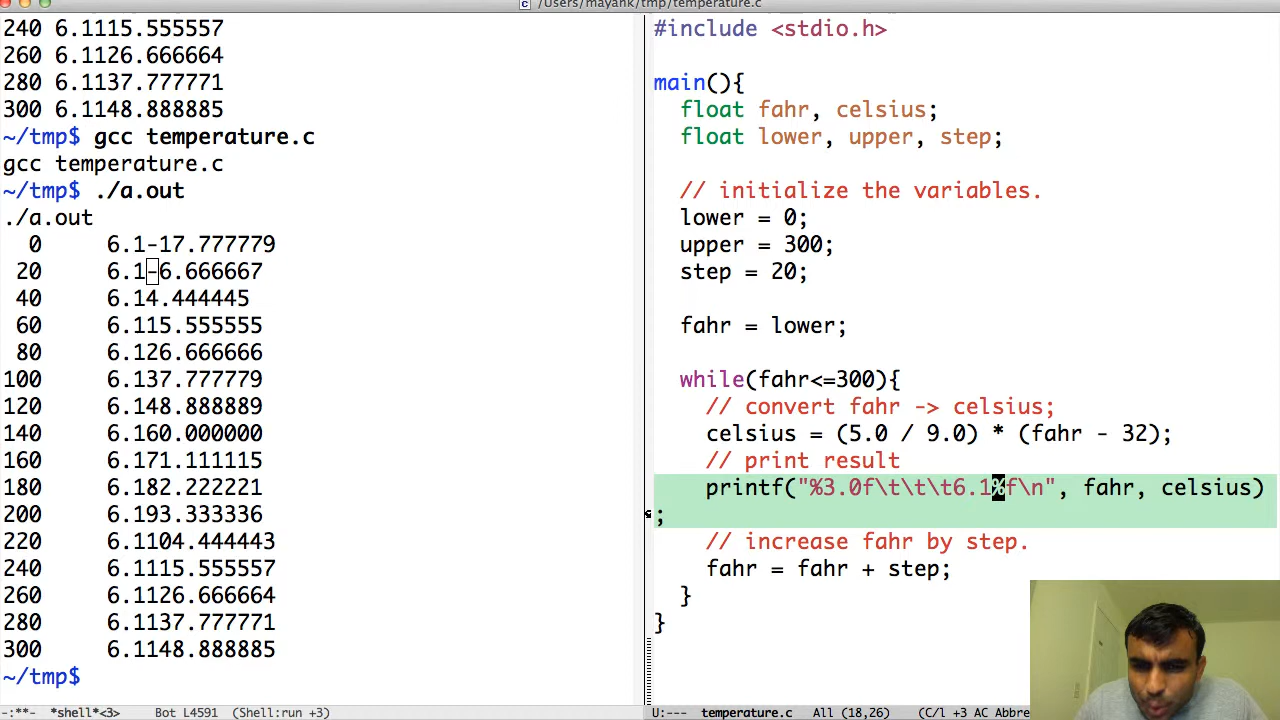 /Users/mayank/tmp/temperature.c
240 6.1115.555557
260 6.1126.666664
280 6.1137.777771
300 6.1148.888885
~/tmp$ gcc temperature.c
gcc temperature.c
~/tmp$ ./a.out
./a.out
0 6.1-17.777779
20 6.1-6.666667
40 6.14.444445
60 6.115.555555
80 6.126.666666
100 6.137.777779
120 6.148.888889
140 6.160.000000
160 6.171.111115
180 6.182.222221
200 6.193.333336
220 6.1104.444443
240 6.1115.555557
260 6.1126.666664
280 6.1137.777771
300 6.1148.888885
~/tmp$
-:**- *shell*<3> Bot L4591 (Shell:run +3)
#include <stdio.h>
main(){
float fahr, celsius;
float lower, upper, step;
// initialize the variables.
lower = 0;
upper = 300;
step = 20;
fahr = lower;
while(fahr<=300){
// convert fahr -> celsius;
celsius = (5.0 / 9.0) * (fahr - 32);
// print result
printf("%3.0f\t\t\t6.1%f\n", fahr, celsius)
;
// increase fahr by step.
fahr = fahr + step;
}
}
U:--- temperature.c All (18,26) (C/l +3 AC Abbre